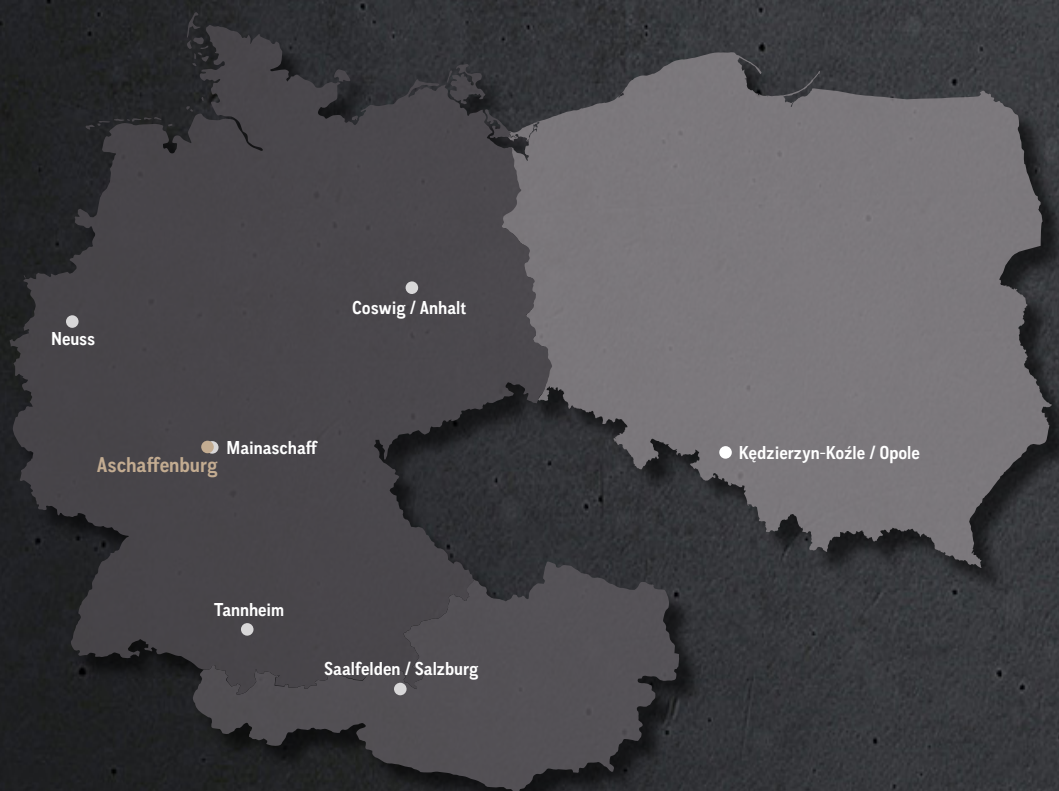 Coswig / Anhalt
Neuss
Mainaschaff
Aschaffenburg
Kędzierzyn-Koźle / Opole
Tannheim
Saalfelden / Salzburg